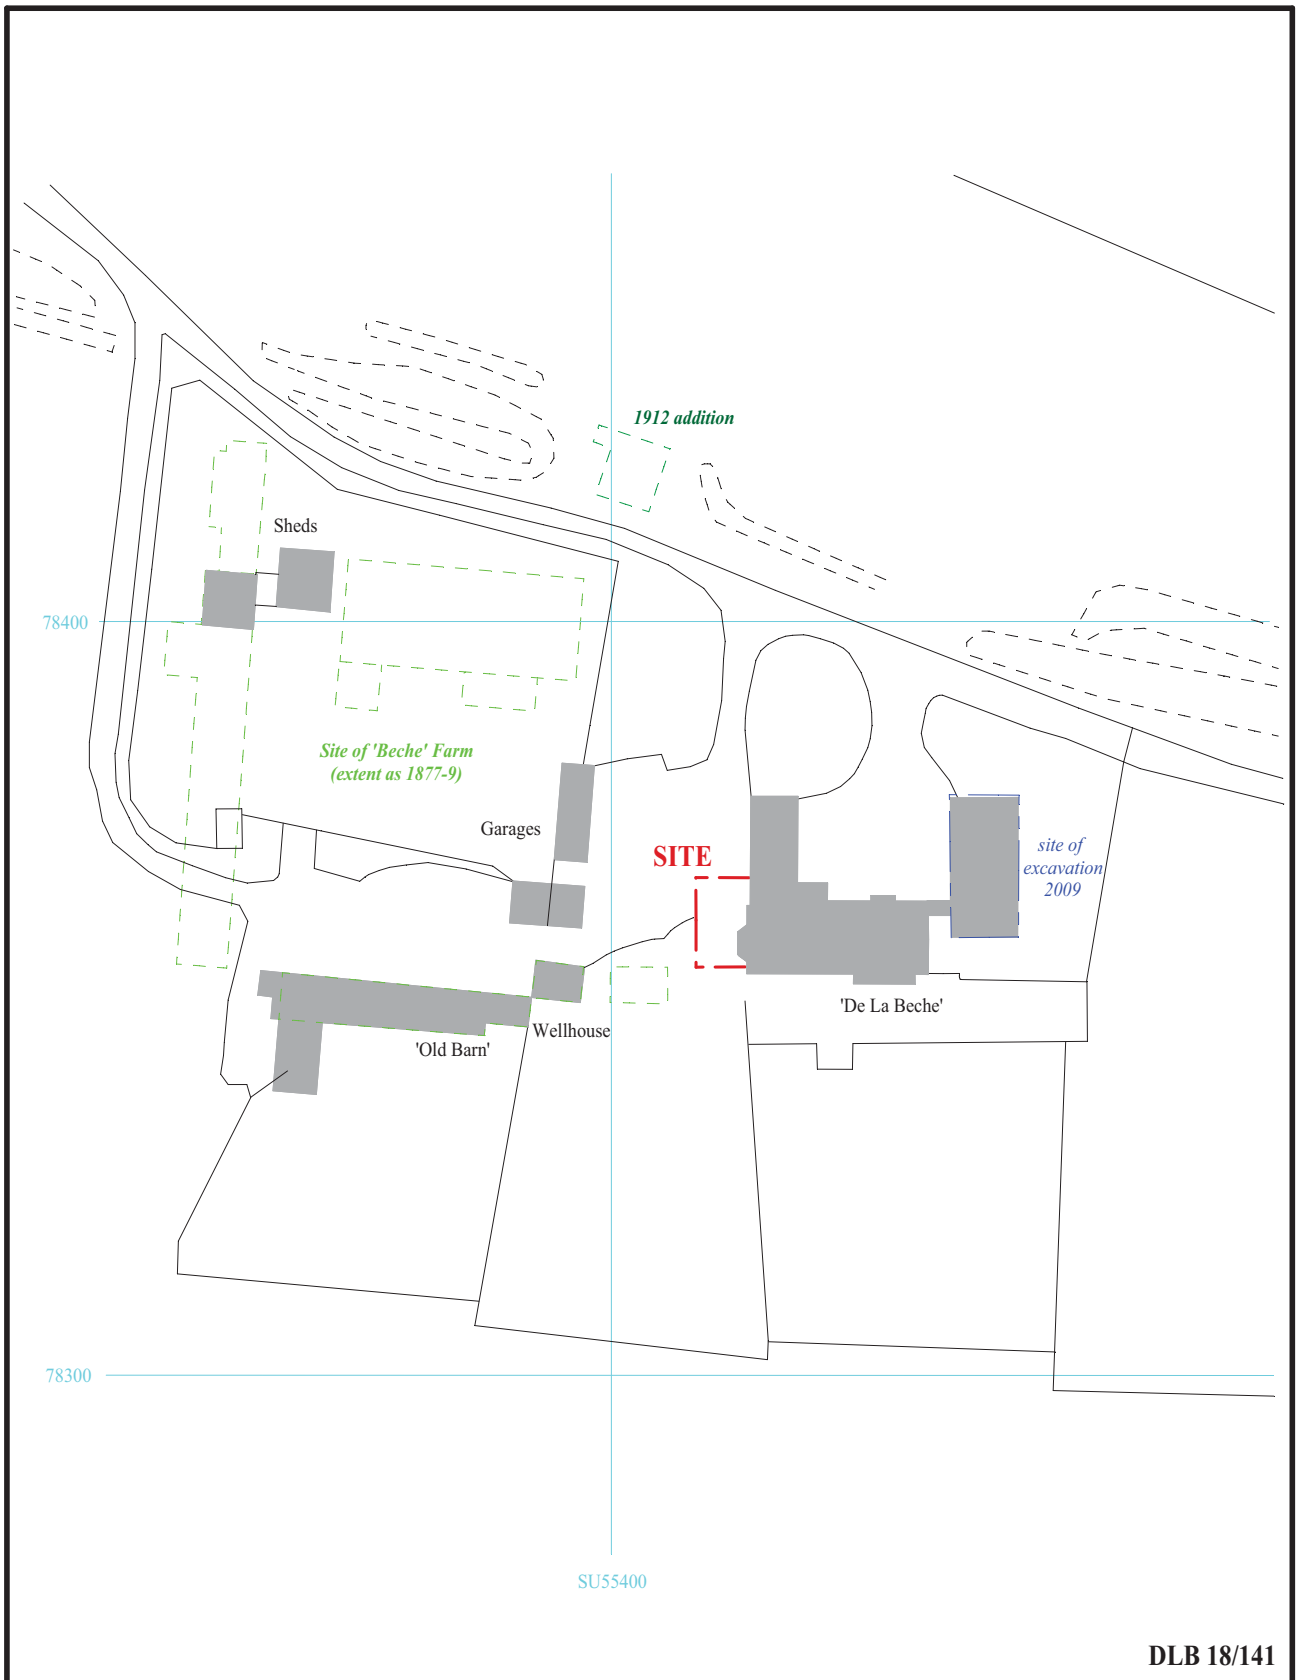 1912 addition
Sheds
78400
Site of 'Beche' Farm
(extent as 1877-9)
Garages
SITE
site of
excavation
2009
'De La Beche'
Wellhouse
'Old Barn'
78300
SU55400
DLB 18/141